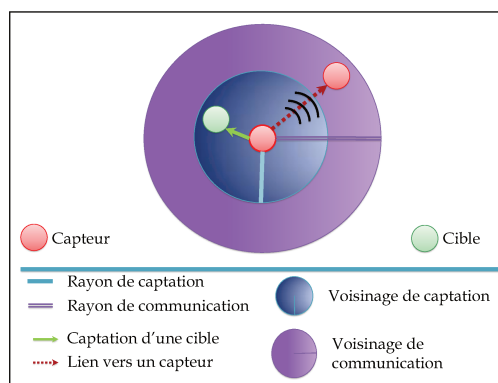 Capteur
Cible
Rayon de captation
Rayon de communication
Voisinage de captation
Captation d'une cible
Lien vers un capteur
Voisinage de
communication